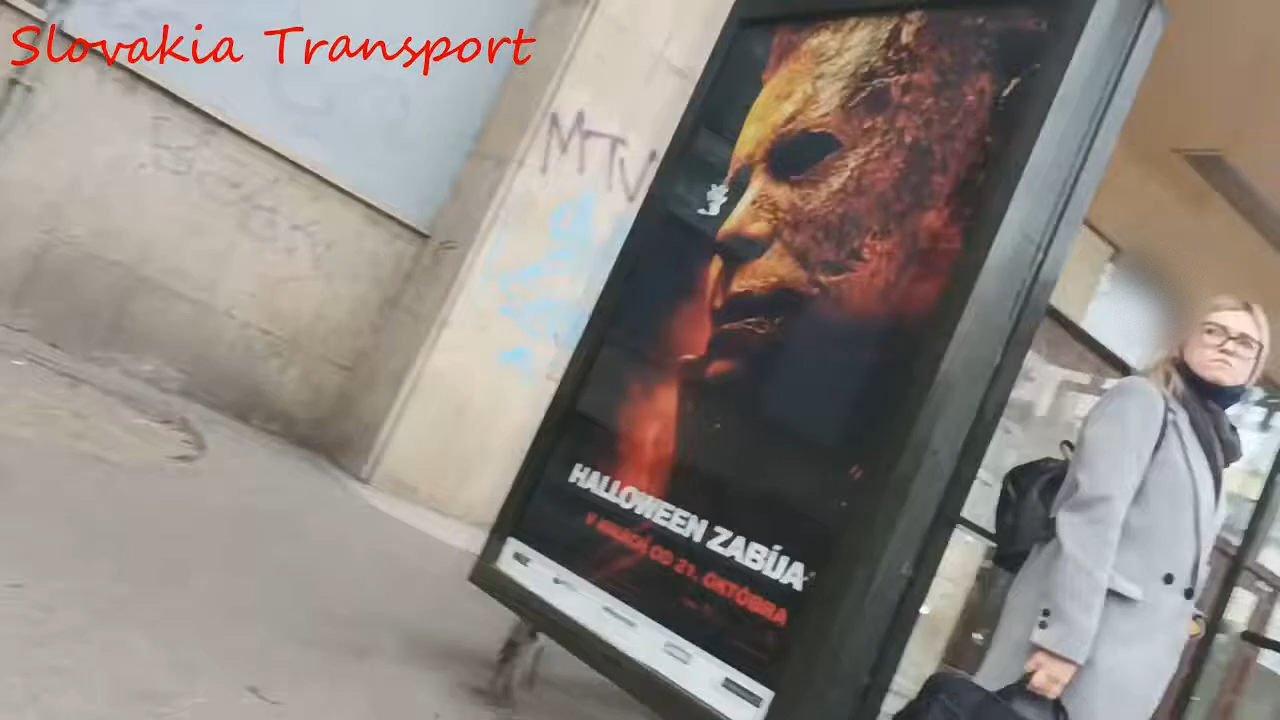 Slovakia Transport
MTV
HALLOWEEN ZABÍJA
V KINÁCH OD 21. OKTÓBRA